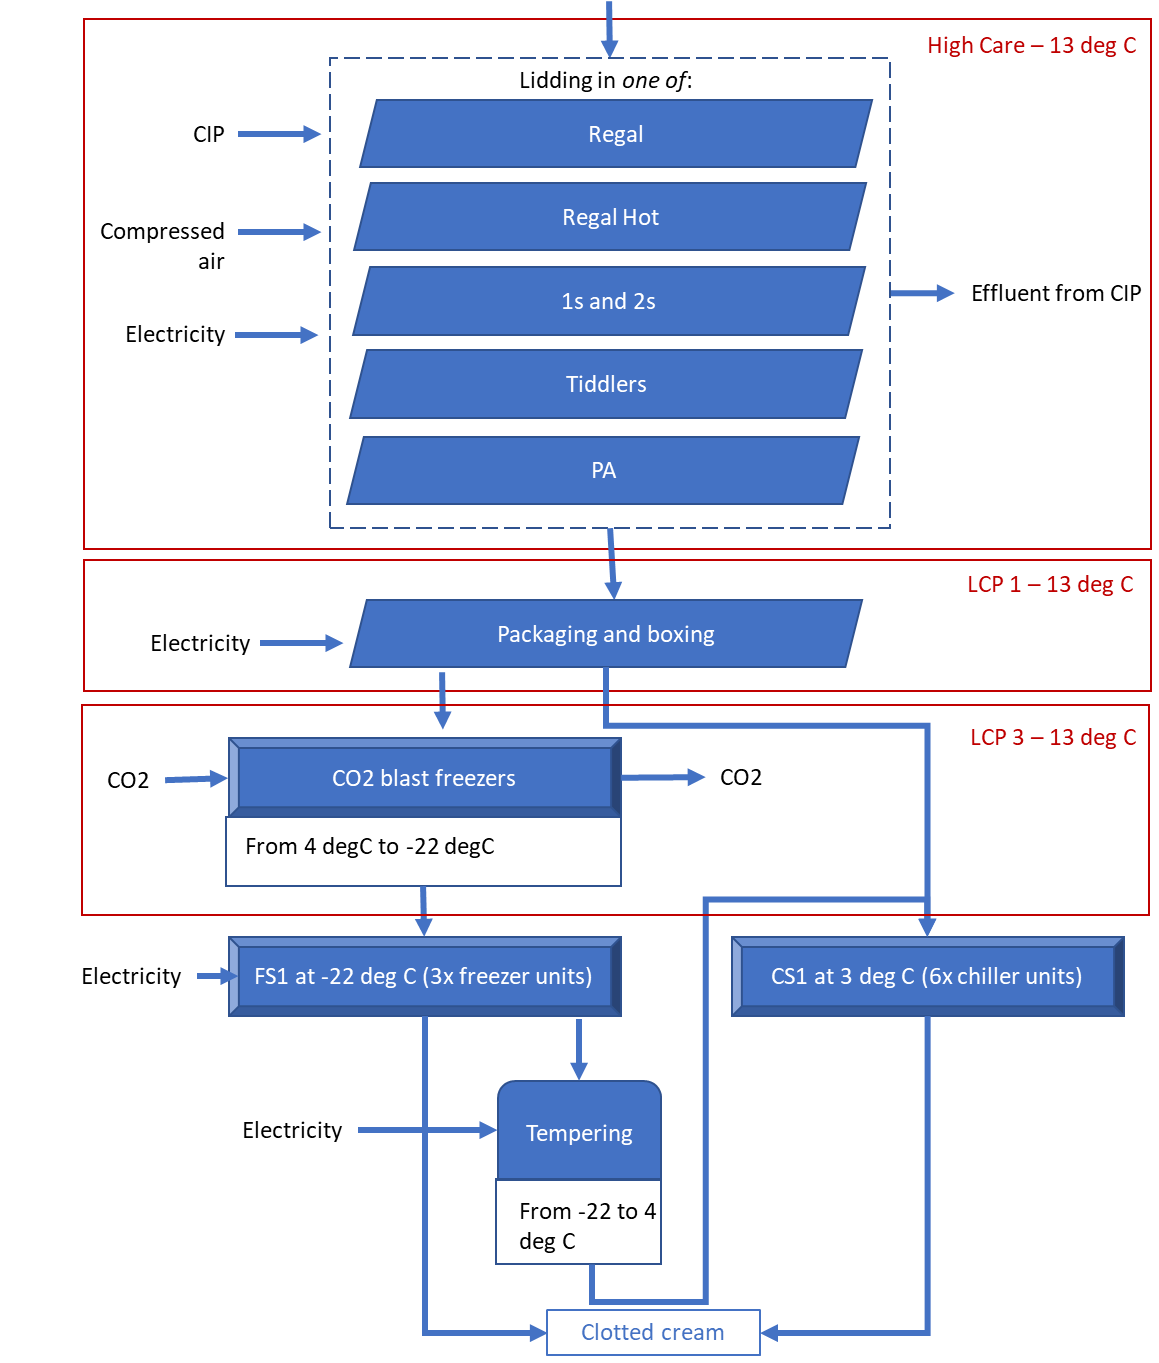 High Care – 13 deg C
Lidding in one of:
CIP
Regal
Compressed
air
Regal Hot
1s and 2s
Effluent from CIP
Electricity
Tiddlers
PA
LCP 1 – 13 deg C
Electricity
Packaging and boxing
LCP 3 – 13 deg C
CO2
CO2 blast freezers
CO2
From 4 degC to -22 degC
Electricity
FS1 at -22 deg C (3x freezer units)
CS1 at 3 deg C (6x chiller units)
Electricity
Tempering
From -22 to 4
deg C
Clotted cream